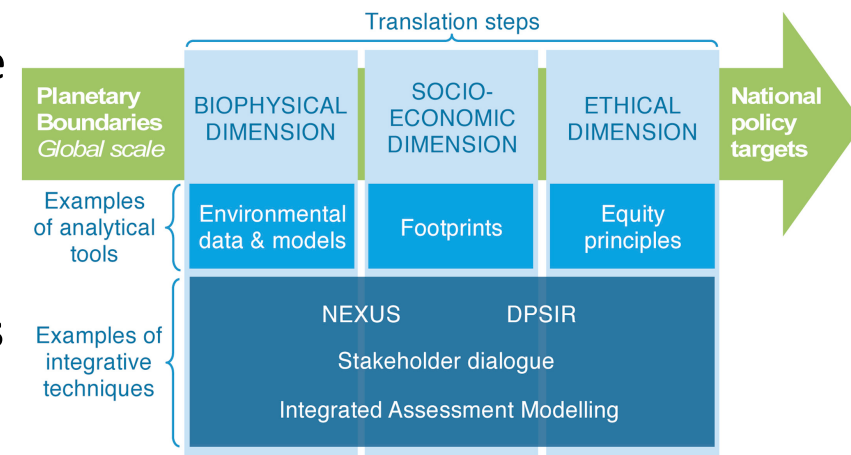 Translation steps
e
Planetary
Boundaries
Global scale
BIOPHYSICAL
DIMENSION
SOCIO-
ECONOMIC
DIMENSION
ETHICAL
DIMENSION
National
policy
targets
Examples
of analytical
tools
Environmental
data & models
Footprints
Equity
principles
s
Examples of
integrative
techniques
NEXUS DPSIR
Stakeholder dialogue
Integrated Assessment Modelling